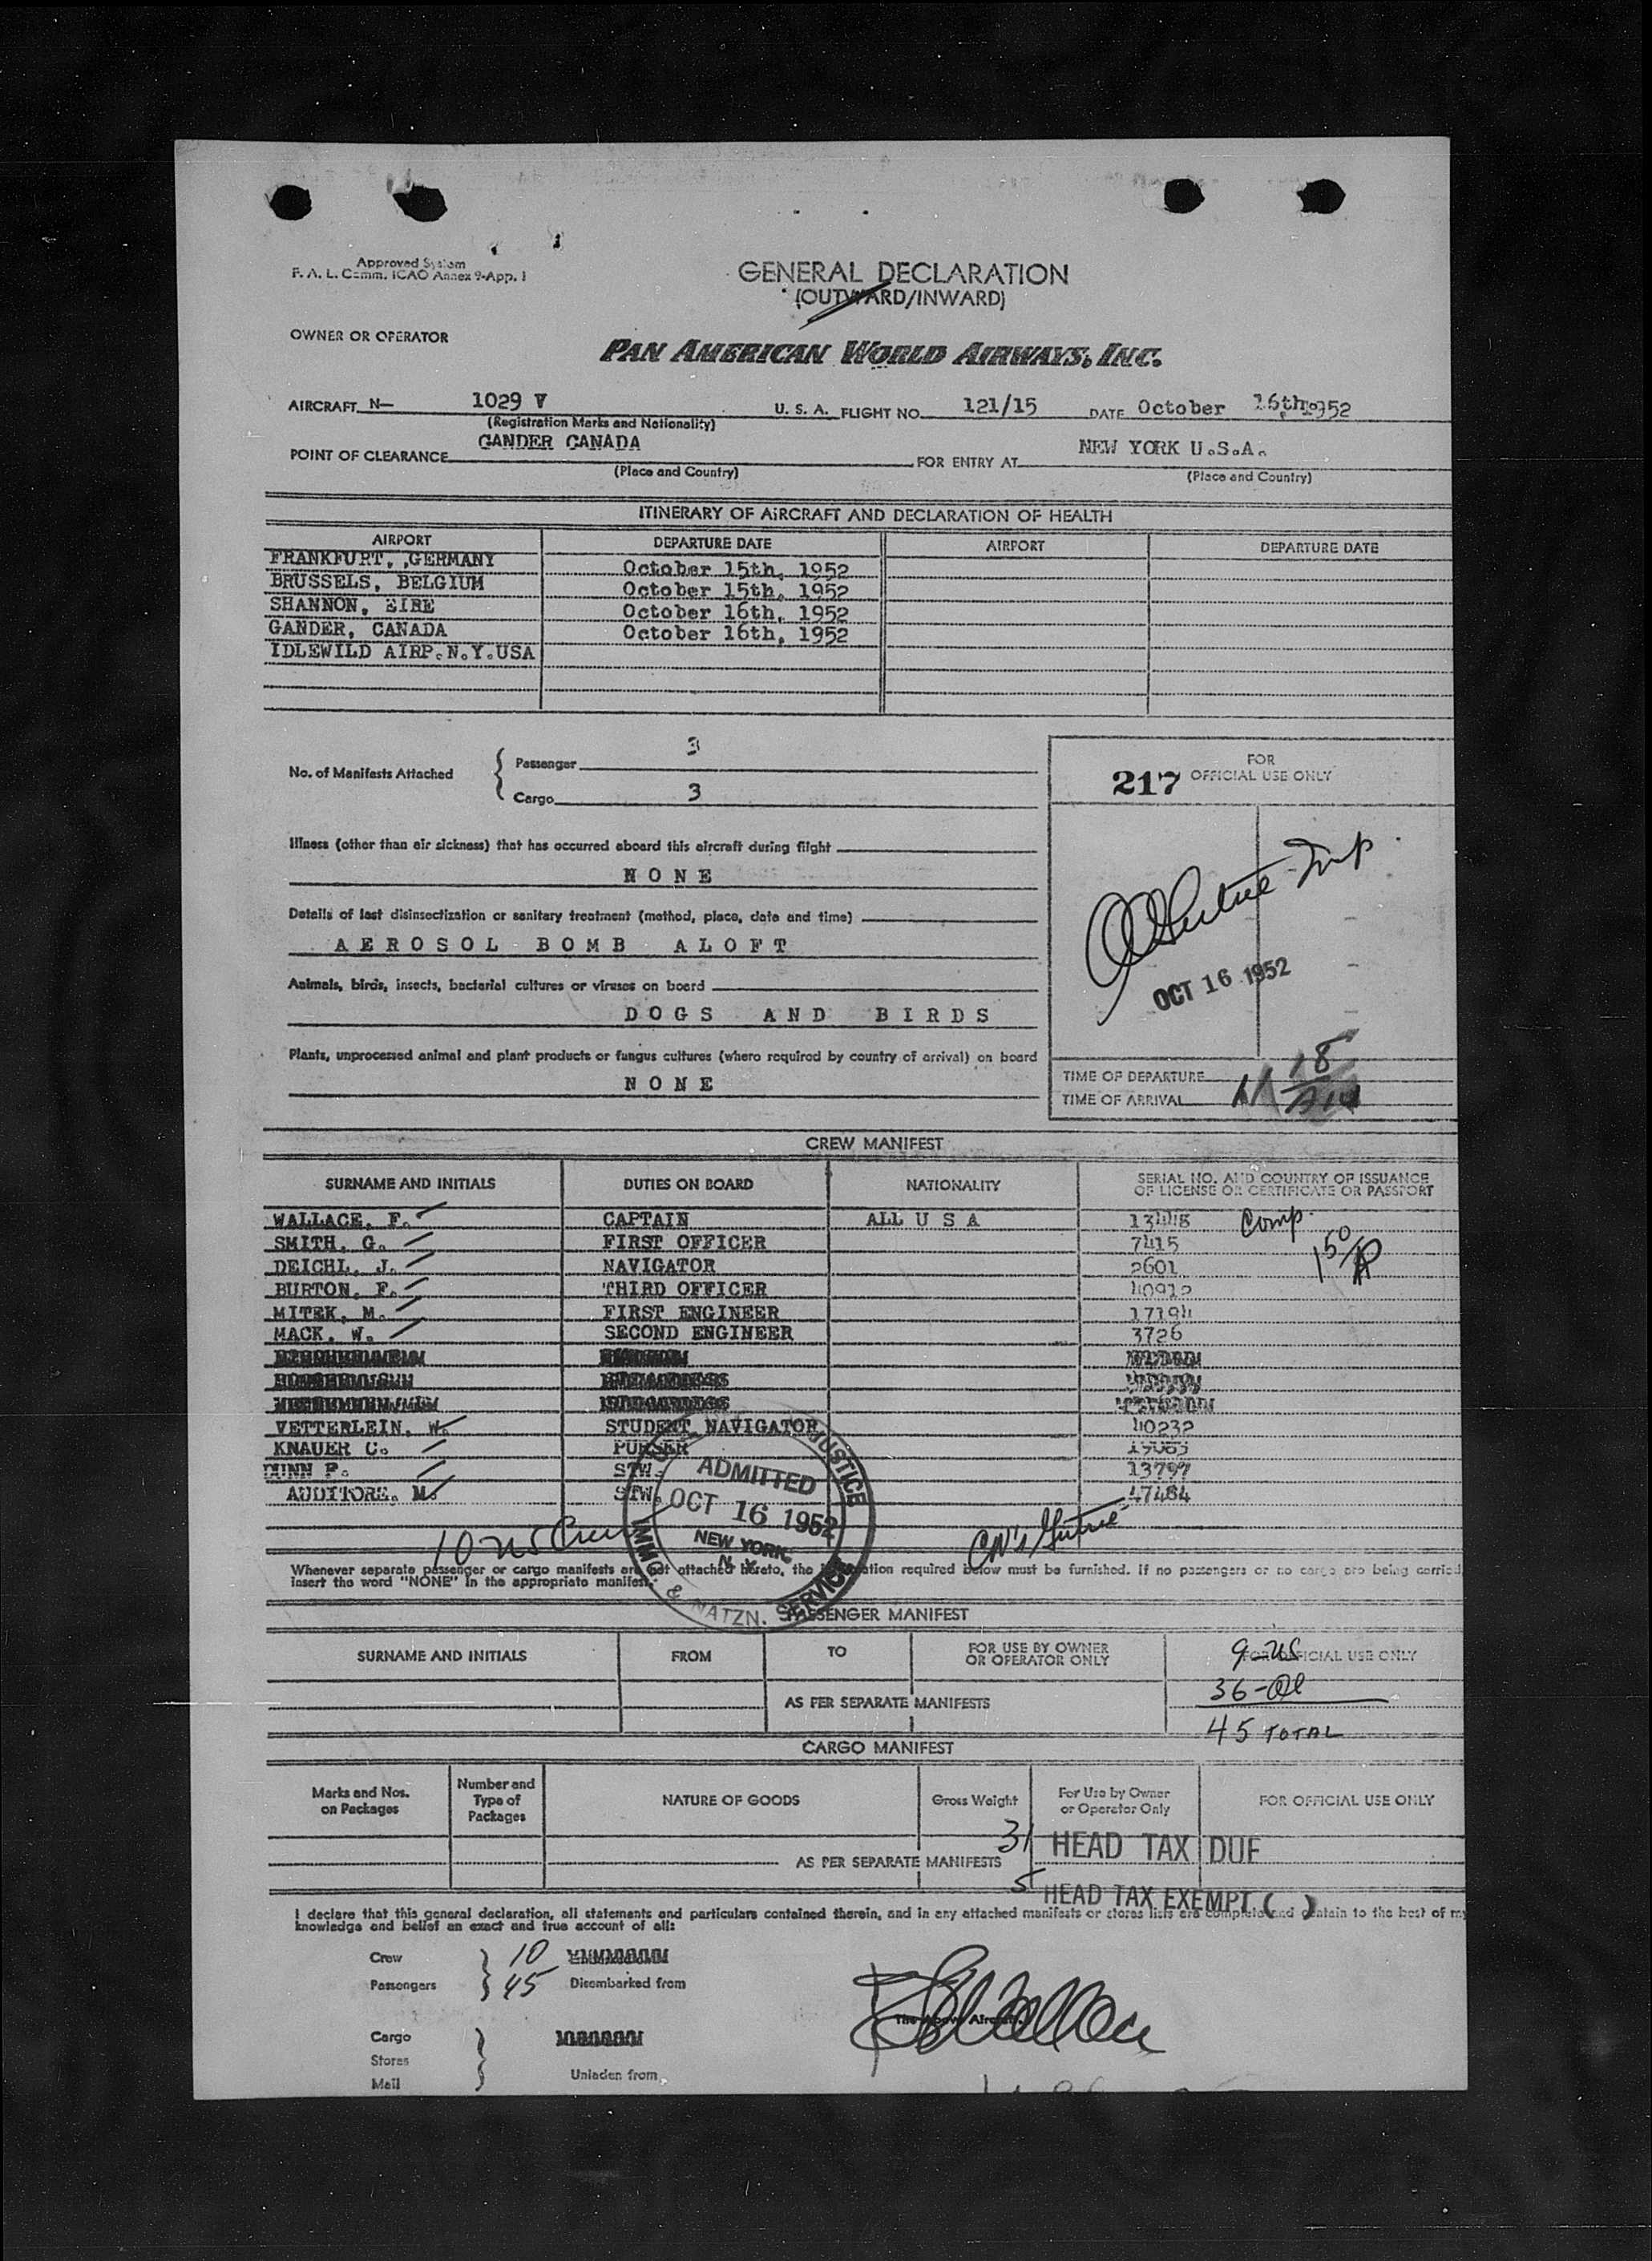 Approved System
F. A. L. Comm. ICAO Annex 9-App. 1
GENERAL DECLARATION
(OUTWARD/INWARD)
OWNER OR OPERATOR
PAN AMERICAN WORLD AIRWAYS, INC.
AIRCRAFT N— 1029 V U. S. A. FLIGHT NO. 121/15 DATE October 16th 1952
(Registration Marks and Nationality)
POINT OF CLEARANCE GANDER CANADA FOR ENTRY AT NEW YORK U.S.A.
(Place and Country) (Place and Country)
ITINERARY OF AIRCRAFT AND DECLARATION OF HEALTH
AIRPORT DEPARTURE DATE AIRPORT DEPARTURE DATE
FRANKFURT, GERMANY October 15th, 1952
BRUSSELS, BELGIUM October 15th, 1952
SHANNON, EIRE October 16th, 1952
GANDER, CANADA October 16th, 1952
IDLEWILD AIRP.N.Y.USA
No. of Manifests Attached
Passenger 3
Cargo 3
FOR
217 OFFICIAL USE ONLY
Illness (other than air sickness) that has occurred aboard this aircraft during flight
NONE
Details of last disinsectization or sanitary treatment (method, place, date and time)
AEROSOL BOMB ALOFT
Animals, birds, insects, bacterial cultures or viruses on board
DOGS AND BIRDS
OCT 16 1952
Plants, unprocessed animal and plant products or fungus cultures (where required by country of arrival) on board
NONE
TIME OF DEPARTURE
TIME OF ARRIVAL 11 18
CREW MANIFEST
SURNAME AND INITIALS DUTIES ON BOARD NATIONALITY SERIAL NO. AND COUNTRY OF ISSUANCE
OF LICENSE OR CERTIFICATE OR PASSPORT
WALLACE, F. CAPTAIN ALL U S A Comp.
SMITH, G. FIRST OFFICER 7415 150
DEICHL, J. NAVIGATOR 2601
BURTON, F. THIRD OFFICER 40912
MITEK, M. FIRST ENGINEER 17194
MACK, W. SECOND ENGINEER 3726
VETTERLEIN, W. STUDENT NAVIGATOR 40232
KNAUER C. PURSER
DUNN P. STW. 13797
AUDITORE, M. STW. 47484
JUSTICE
ADMITTED
OCT 16 1952
NEW YORK,
N. Y.
IMMG. & NATZN. SERVICE
10 US Crew
Whenever separate passenger or cargo manifests are not attached hereto, the information required below must be furnished. If no passengers or no cargo are being carried
insert the word "NONE" in the appropriate manifest.
PASSENGER MANIFEST
SURNAME AND INITIALS FROM TO FOR USE BY OWNER
OR OPERATOR ONLY FOR OFFICIAL USE ONLY
9-US
36-Al
AS PER SEPARATE MANIFESTS
45 TOTAL
CARGO MANIFEST
Marks and Nos.
on Packages
Number and
Type of
Packages
NATURE OF GOODS Gross Weight For Use by Owner
or Operator Only FOR OFFICIAL USE ONLY
31 HEAD TAX DUE
AS PER SEPARATE MANIFESTS
5 HEAD TAX EXEMPT ( )
I declare that this general declaration, all statements and particulars contained therein, and in any attached manifests or stores lists are complete and contain to the best of my
knowledge and belief an exact and true account of all:
Crew 10
Passengers 45 Disembarked from
The Above Aircraft.
Cargo
Stores
Mail Unladen from